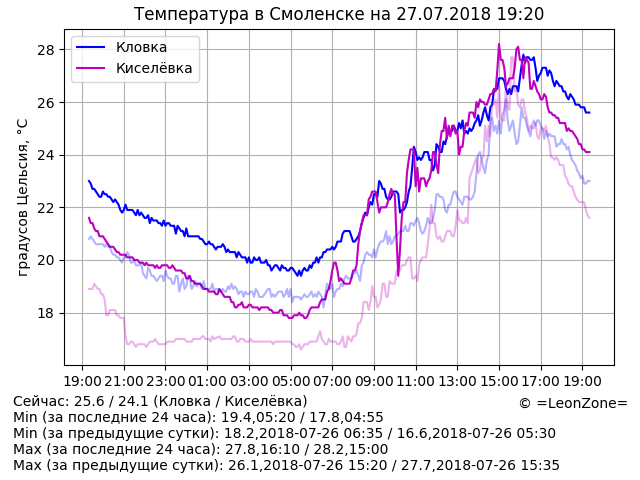 Температура в Смоленске на 27.07.2018 19:20
градусов Цельсия, °C
28
26
24
22
20
18
Кловка
Киселёвка
19:00 21:00 23:00 01:00 03:00 05:00 07:00 09:00 11:00 13:00 15:00 17:00 19:00
Сейчас: 25.6 / 24.1 (Кловка / Киселёвка)
© =LeonZone=
Min (за последние 24 часа): 19.4,05:20 / 17.8,04:55
Min (за предыдущие сутки): 18.2,2018-07-26 06:35 / 16.6,2018-07-26 05:30
Max (за последние 24 часа): 27.8,16:10 / 28.2,15:00
Max (за предыдущие сутки): 26.1,2018-07-26 15:20 / 27.7,2018-07-26 15:35